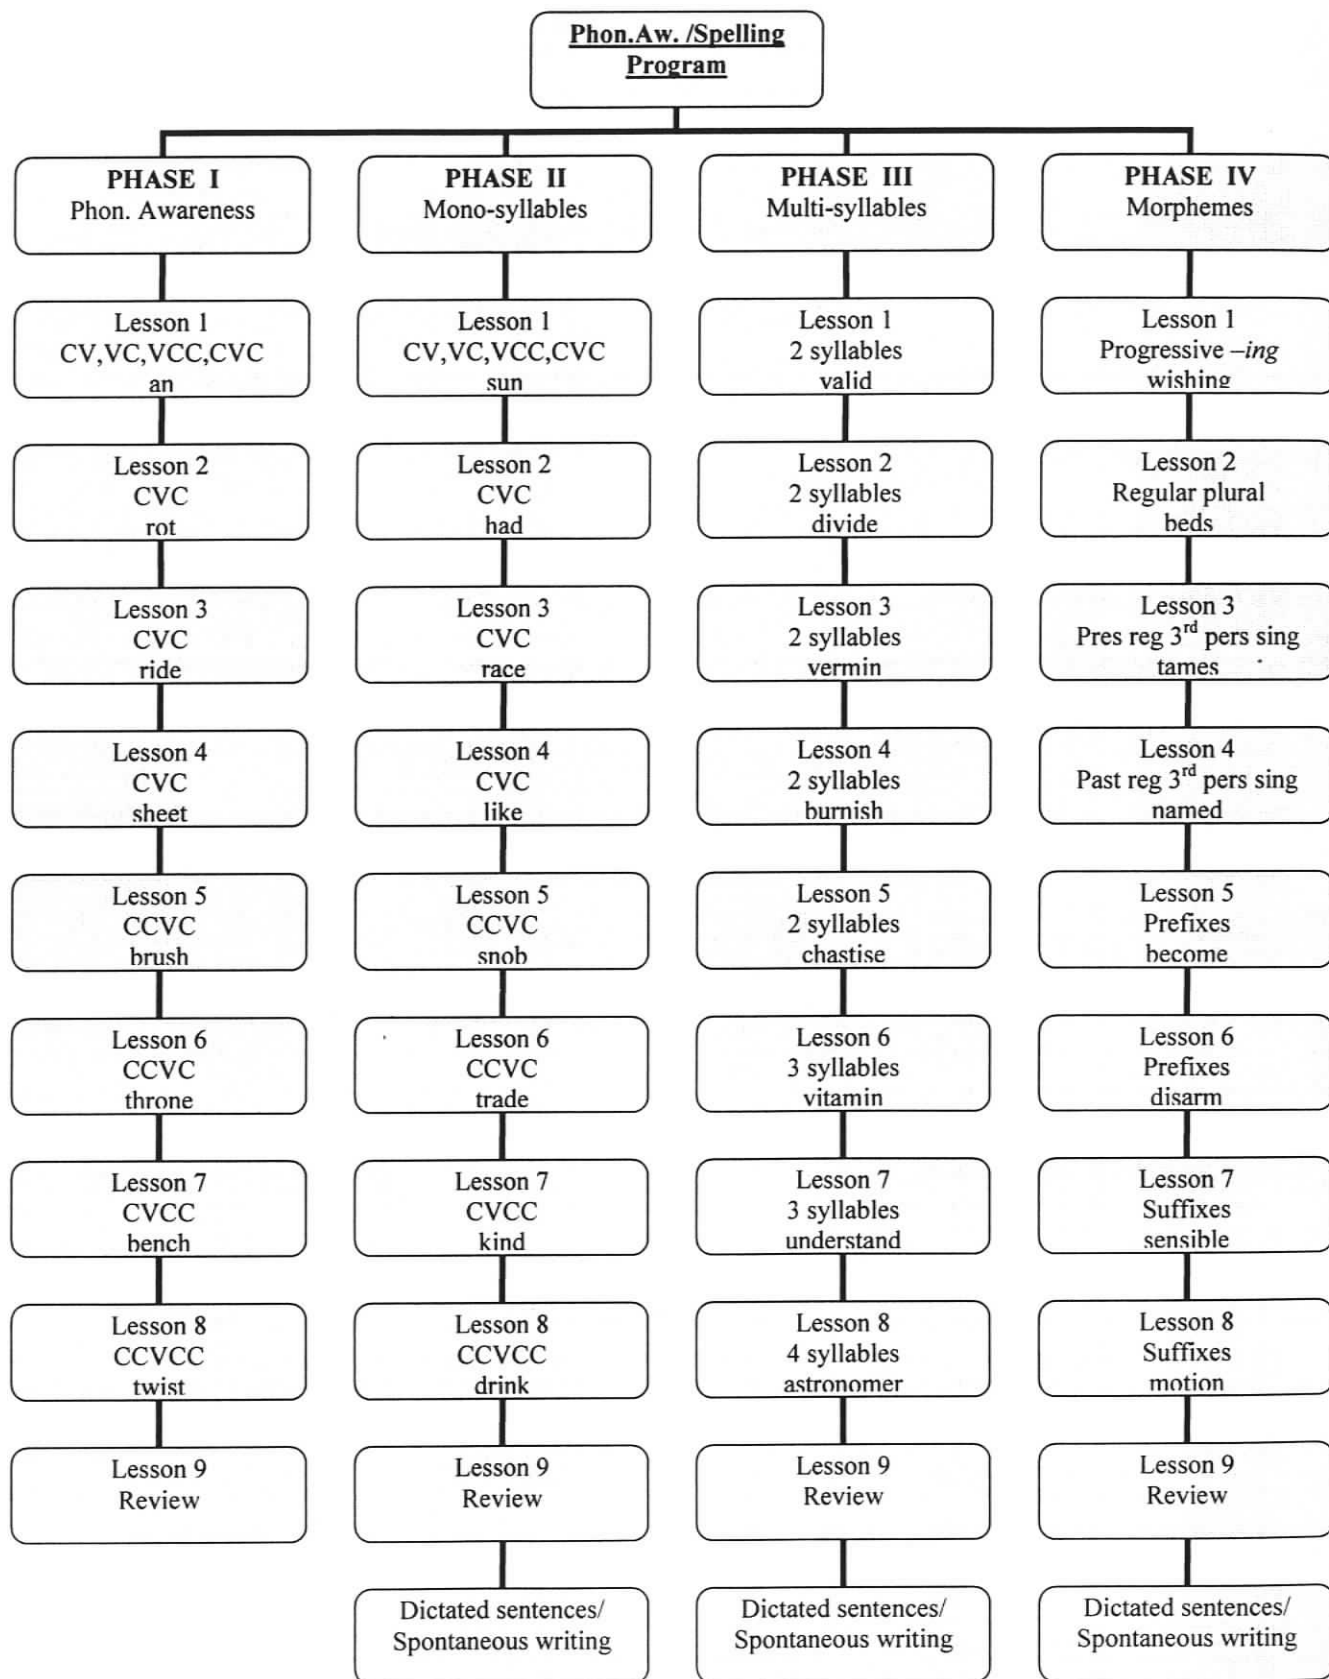 Phon.Aw. /Spelling
Program
PHASE I
Phon. Awareness
Lesson 1
CV,VC,VCC,CVC
an
Lesson 2
CVC
rot
Lesson 3
CVC
ride
Lesson 4
CVC
sheet
Lesson 5
CCVC
brush
Lesson 6
CCVC
throne
Lesson 7
CVCC
bench
Lesson 8
CCVCC
twist
Lesson 9
Review
PHASE II
Mono-syllables
Lesson 1
CV,VC,VCC,CVC
sun
Lesson 2
CVC
had
Lesson 3
CVC
race
Lesson 4
CVC
like
Lesson 5
CCVC
snob
Lesson 6
CCVC
trade
Lesson 7
CVCC
kind
Lesson 8
CCVCC
drink
Lesson 9
Review
Dictated sentences/
Spontaneous writing
PHASE III
Multi-syllables
Lesson 1
2 syllables
valid
Lesson 2
2 syllables
divide
Lesson 3
2 syllables
vermin
Lesson 4
2 syllables
burnish
Lesson 5
2 syllables
chastise
Lesson 6
3 syllables
vitamin
Lesson 7
3 syllables
understand
Lesson 8
4 syllables
astronomer
Lesson 9
Review
Dictated sentences/
Spontaneous writing
PHASE IV
Morphemes
Lesson 1
Progressive –ing
wishing
Lesson 2
Regular plural
beds
Lesson 3
Pres reg 3rd pers sing
tames
Lesson 4
Past reg 3rd pers sing
named
Lesson 5
Prefixes
become
Lesson 6
Prefixes
disarm
Lesson 7
Suffixes
sensible
Lesson 8
Suffixes
motion
Lesson 9
Review
Dictated sentences/
Spontaneous writing